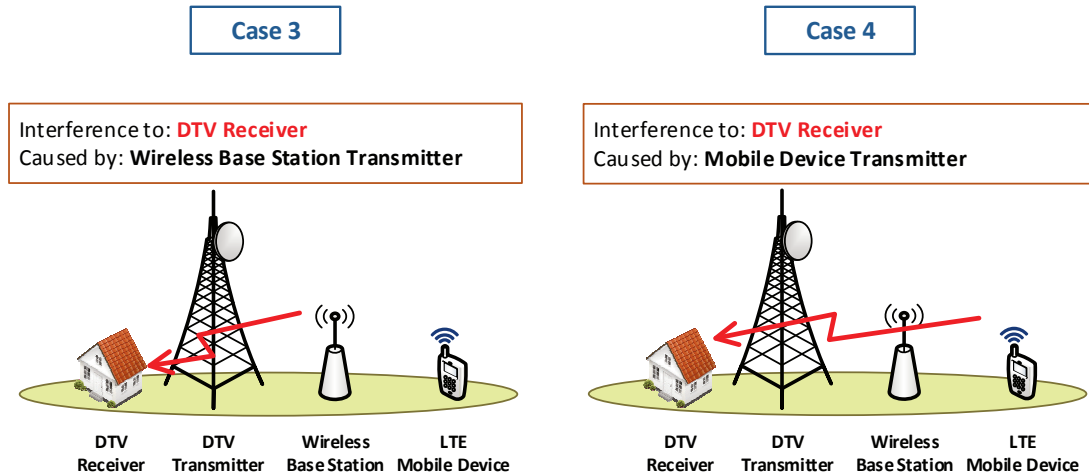 Case 3
Interference to: DTV Receiver
Caused by: Wireless Base Station Transmitter
DTV
Receiver
DTV
Transmitter
Wireless
Base Station
LTE
Mobile Device
Case 4
Interference to: DTV Receiver
Caused by: Mobile Device Transmitter
DTV
Receiver
DTV
Transmitter
Wireless
Base Station
LTE
Mobile Device